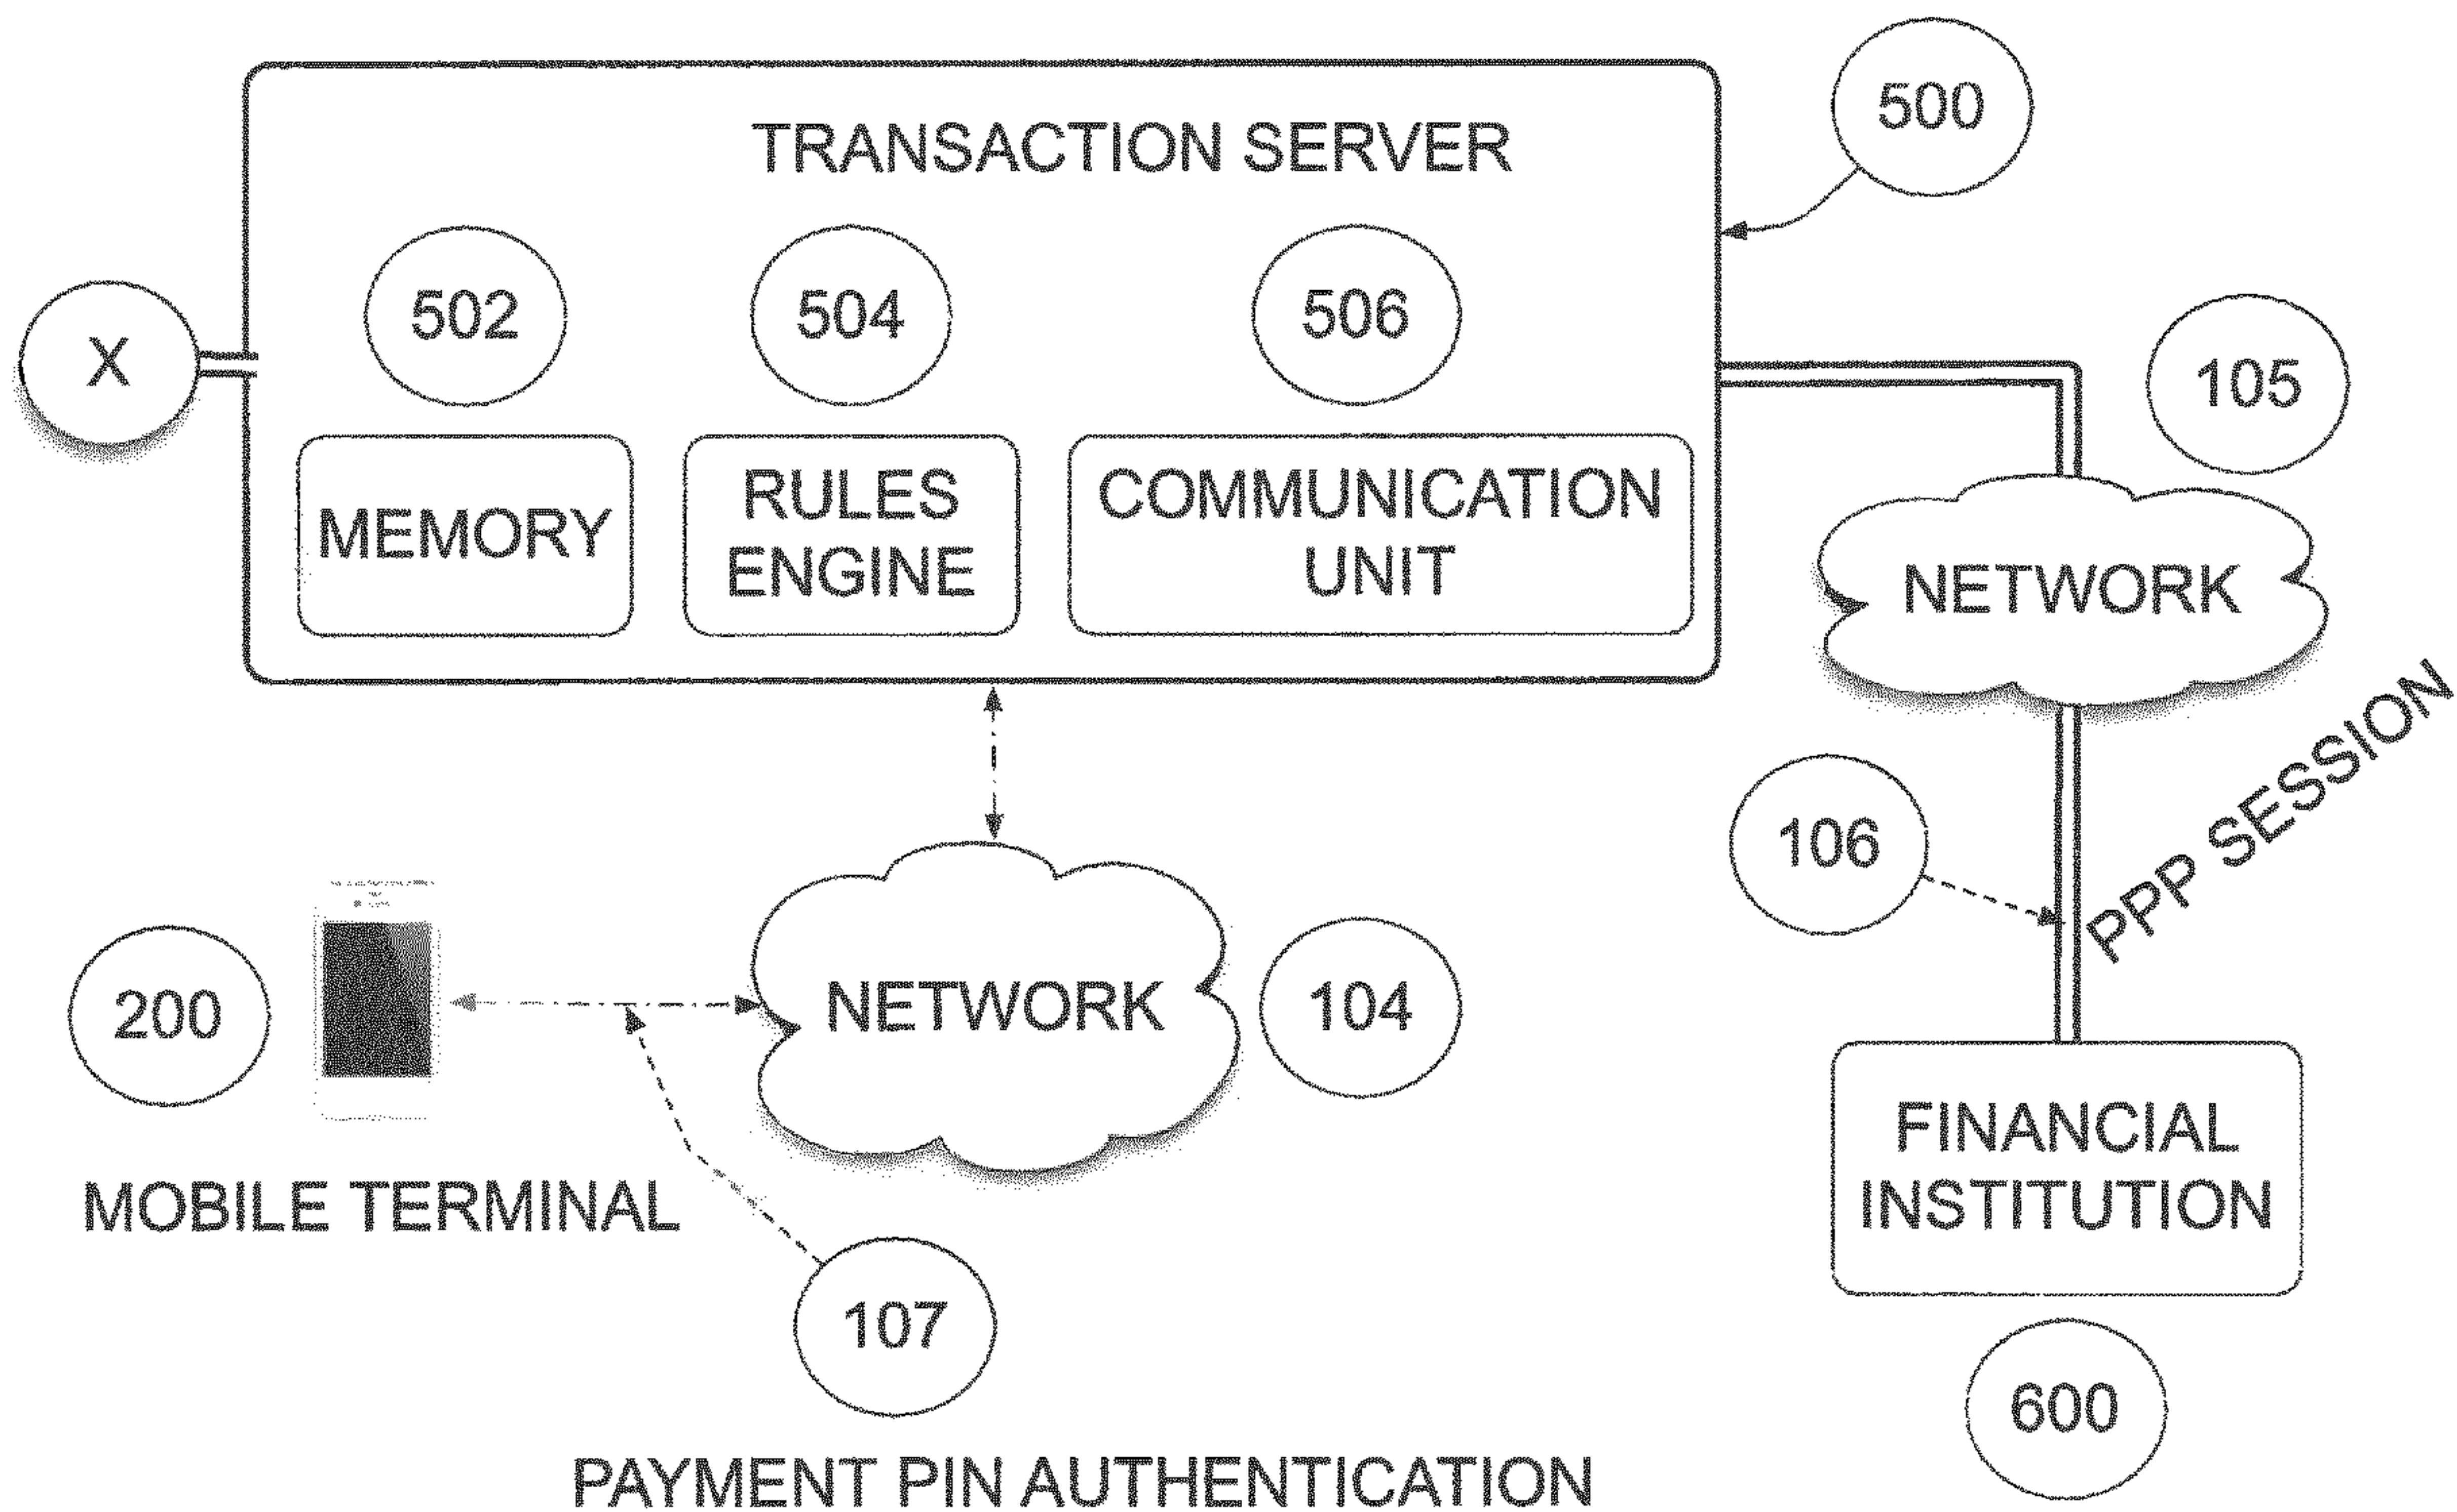 500
TRANSACTION SERVER
502
504
506
X
105
MEMORY
RULES
ENGINE
COMMUNICATION
UNIT
NETWORK
106
PPP SESSION
200
NETWORK
104
MOBILE TERMINAL
FINANCIAL
INSTITUTION
107
600
PAYMENT PIN AUTHENTICATION